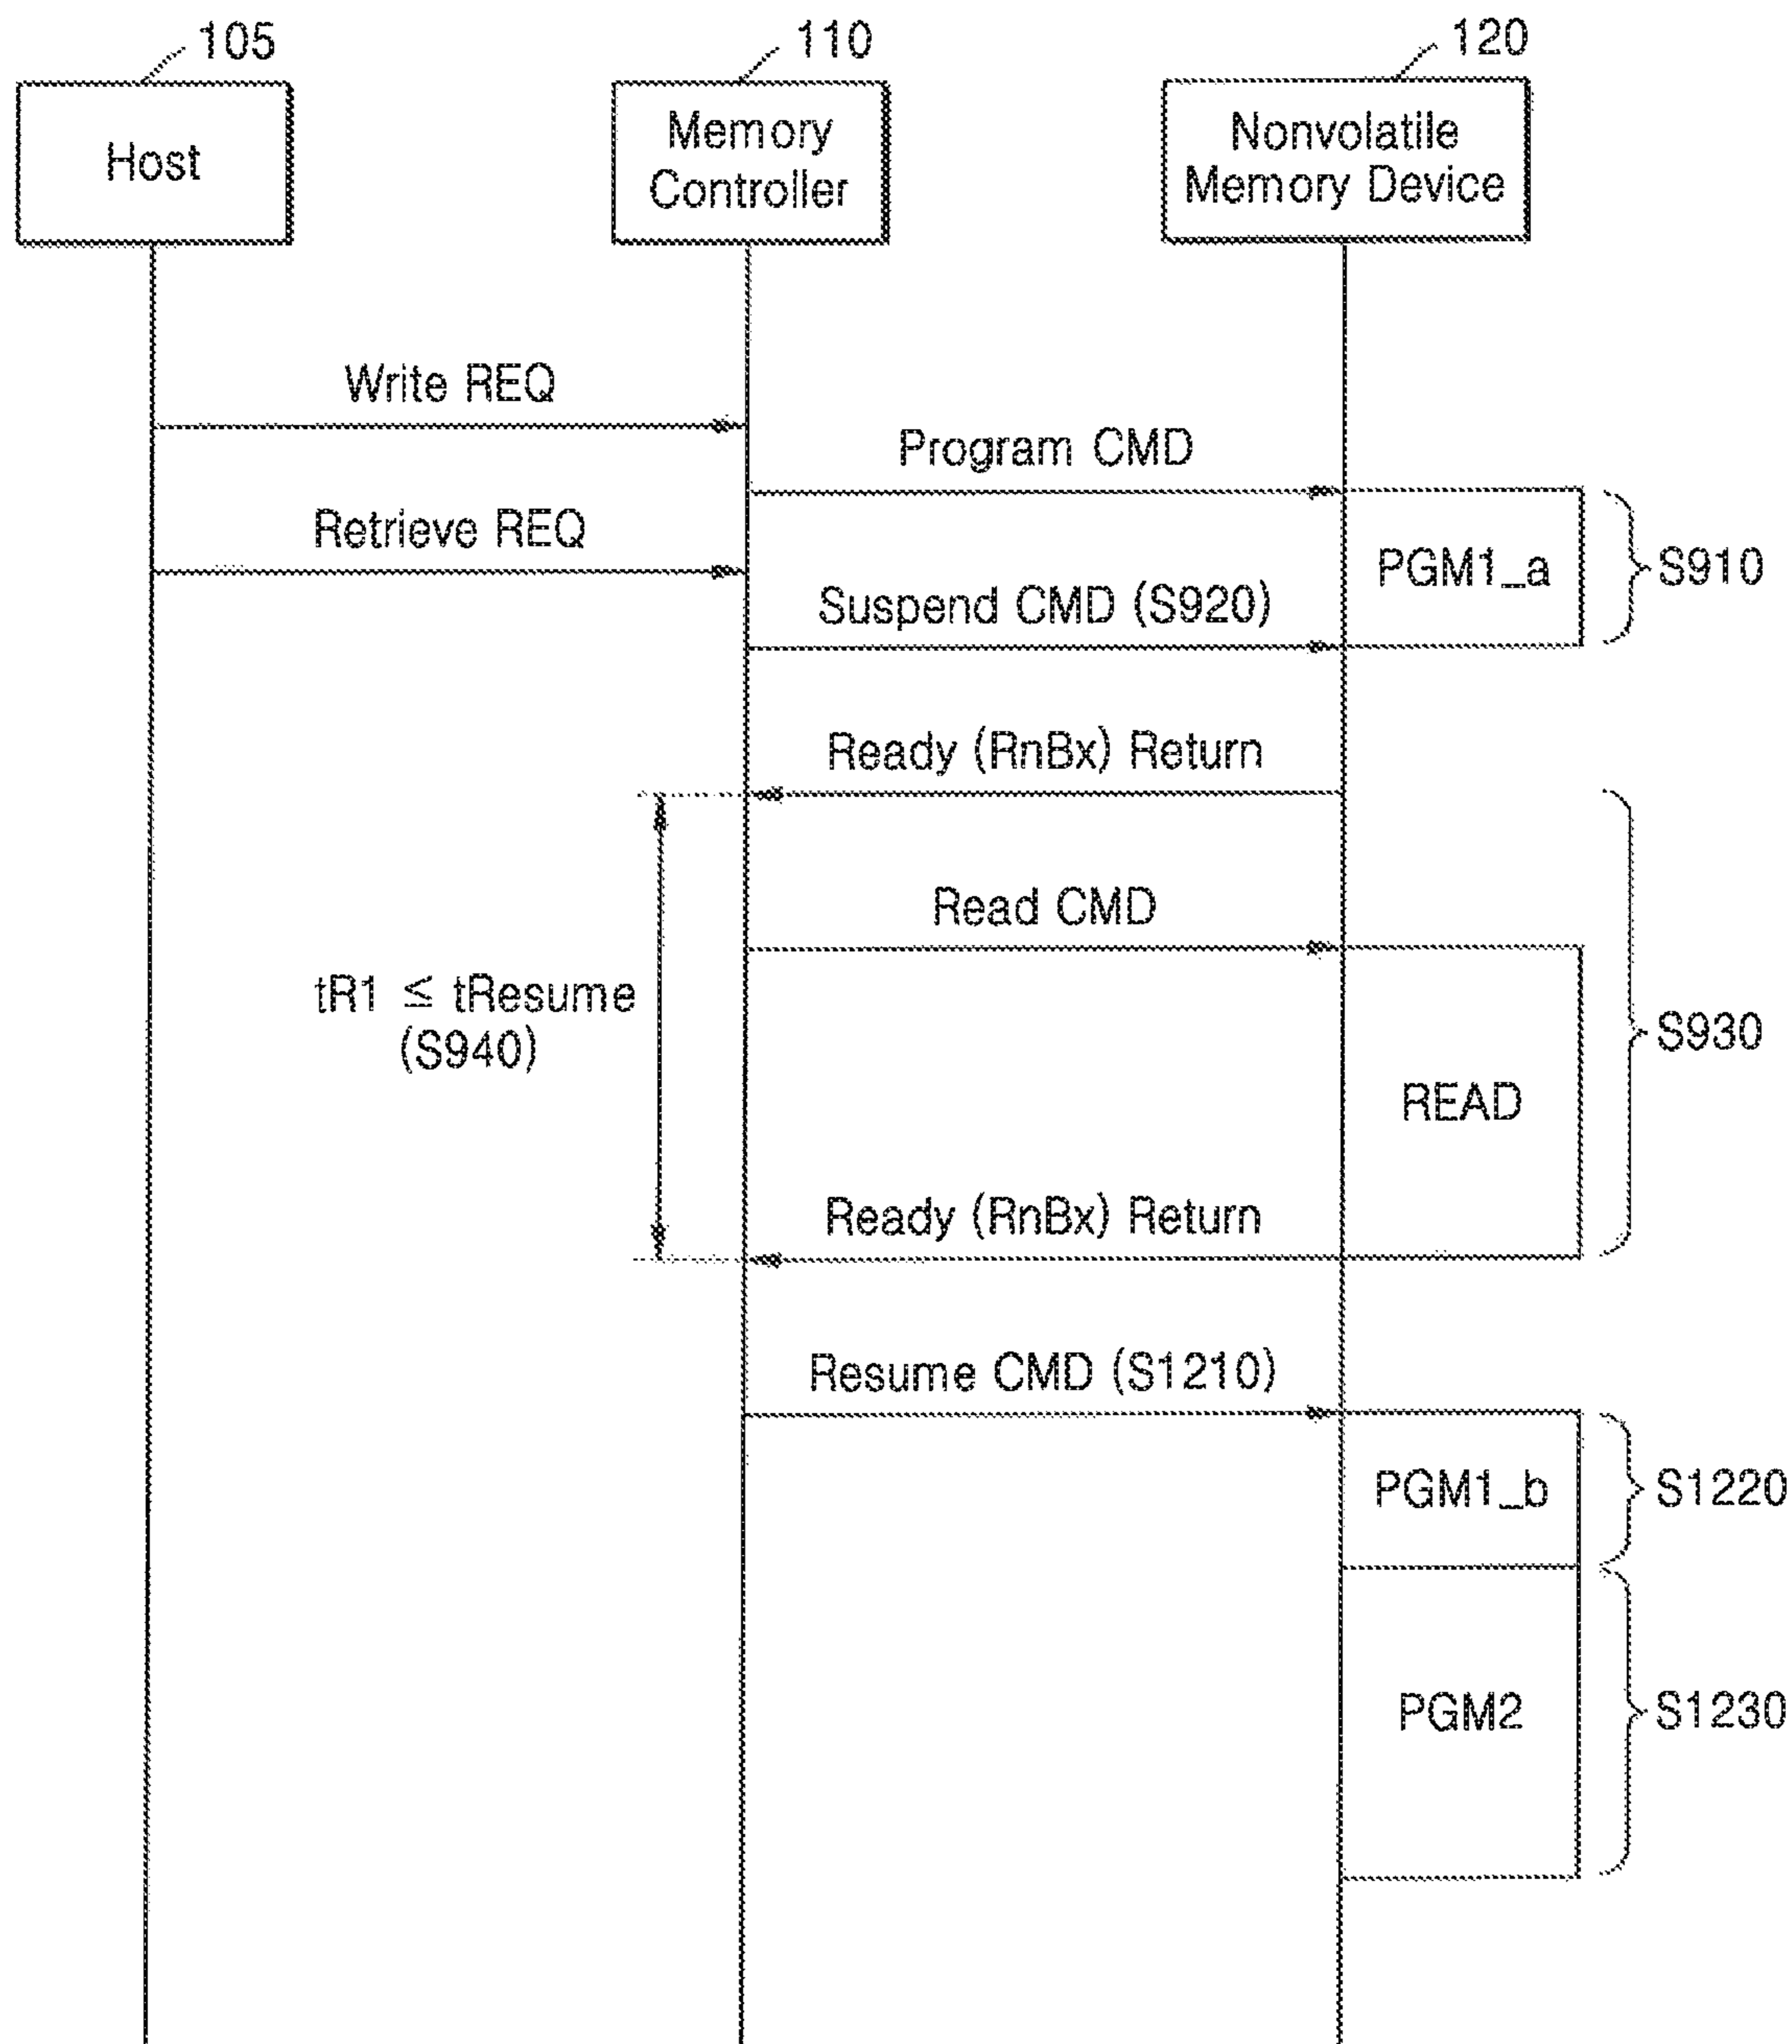 105
110
120
Host
Memory
Controller
Nonvolatile
Memory Device
Write REQ
Program CMD
Retrieve REQ
PGM1_a
S910
Suspend CMD (S920)
Ready (RnBx) Return
Read CMD
tR1 ≤ tResume
(S940)
S930
READ
Ready (RnBx) Return
Resume CMD (S1210)
PGM1_b
S1220
PGM2
S1230